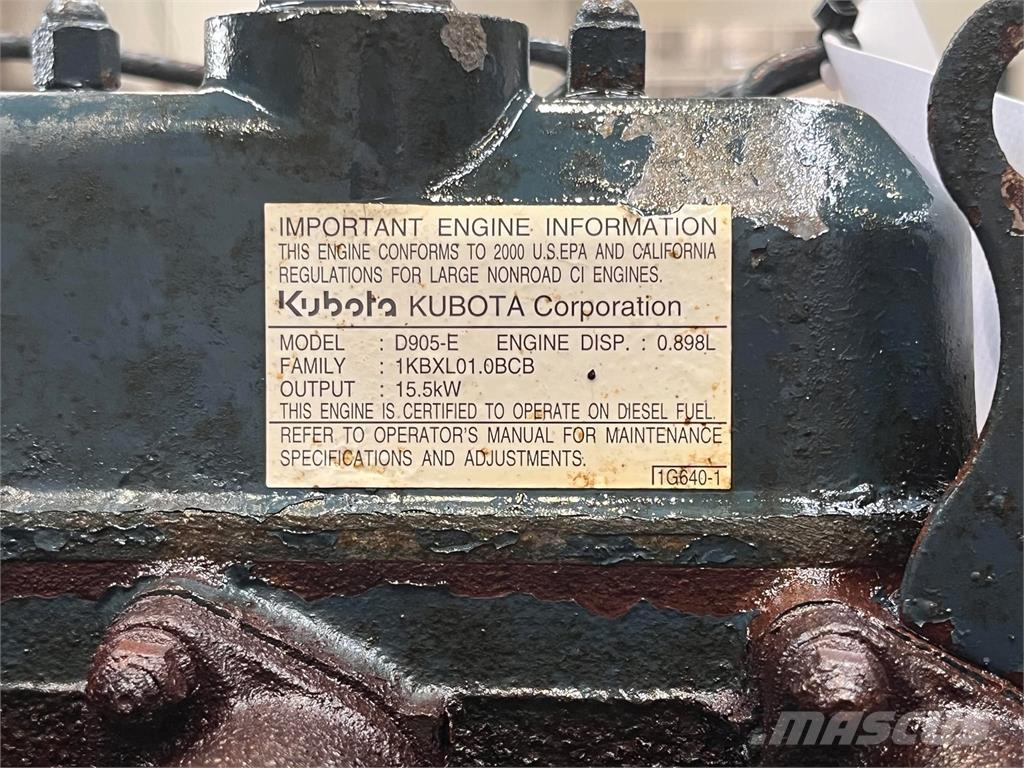 IMPORTANT ENGINE INFORMATION
THIS ENGINE CONFORMS TO 2000 U.S.EPA AND CALIFORNIA
REGULATIONS FOR LARGE NONROAD CI ENGINES.
Kubota KUBOTA Corporation
MODEL : D905-E ENGINE DISP. : 0.898L
FAMILY : 1KBXL01.0BCB
OUTPUT : 15.5kW
THIS ENGINE IS CERTIFIED TO OPERATE ON DIESEL FUEL.
REFER TO OPERATOR'S MANUAL FOR MAINTENANCE
SPECIFICATIONS AND ADJUSTMENTS.
1G640-1
MASCUS